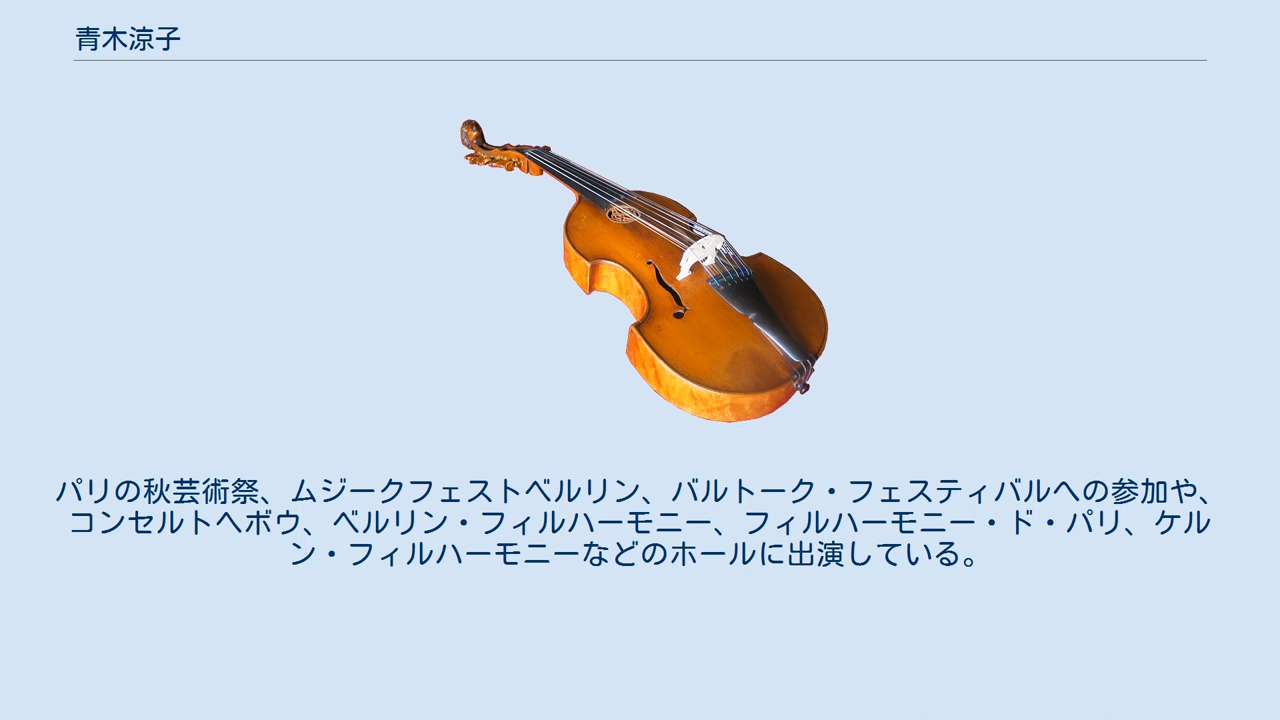 青木涼子
パリの秋芸術祭、ムジークフェストベルリン、バルトーク・フェスティバルへの参加や、
コンセルトヘボウ、ベルリン・フィルハーモニー、フィルハーモニー・ド・パリ、ケル
ン・フィルハーモニーなどのホールに出演している。